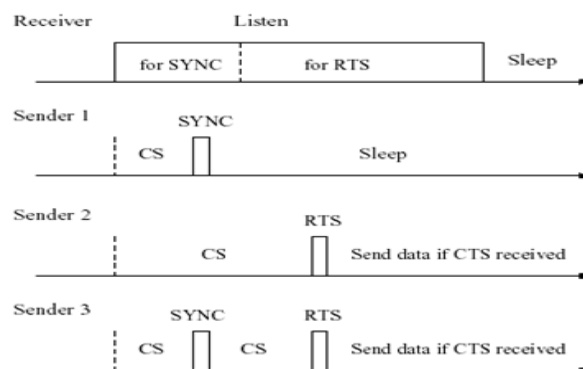 Receiver Listen
for SYNC for RTS Sleep
Sender 1
SYNC
CS Sleep
Sender 2
RTS
CS Send data if CTS received
Sender 3
SYNC RTS
CS CS Send data if CTS received